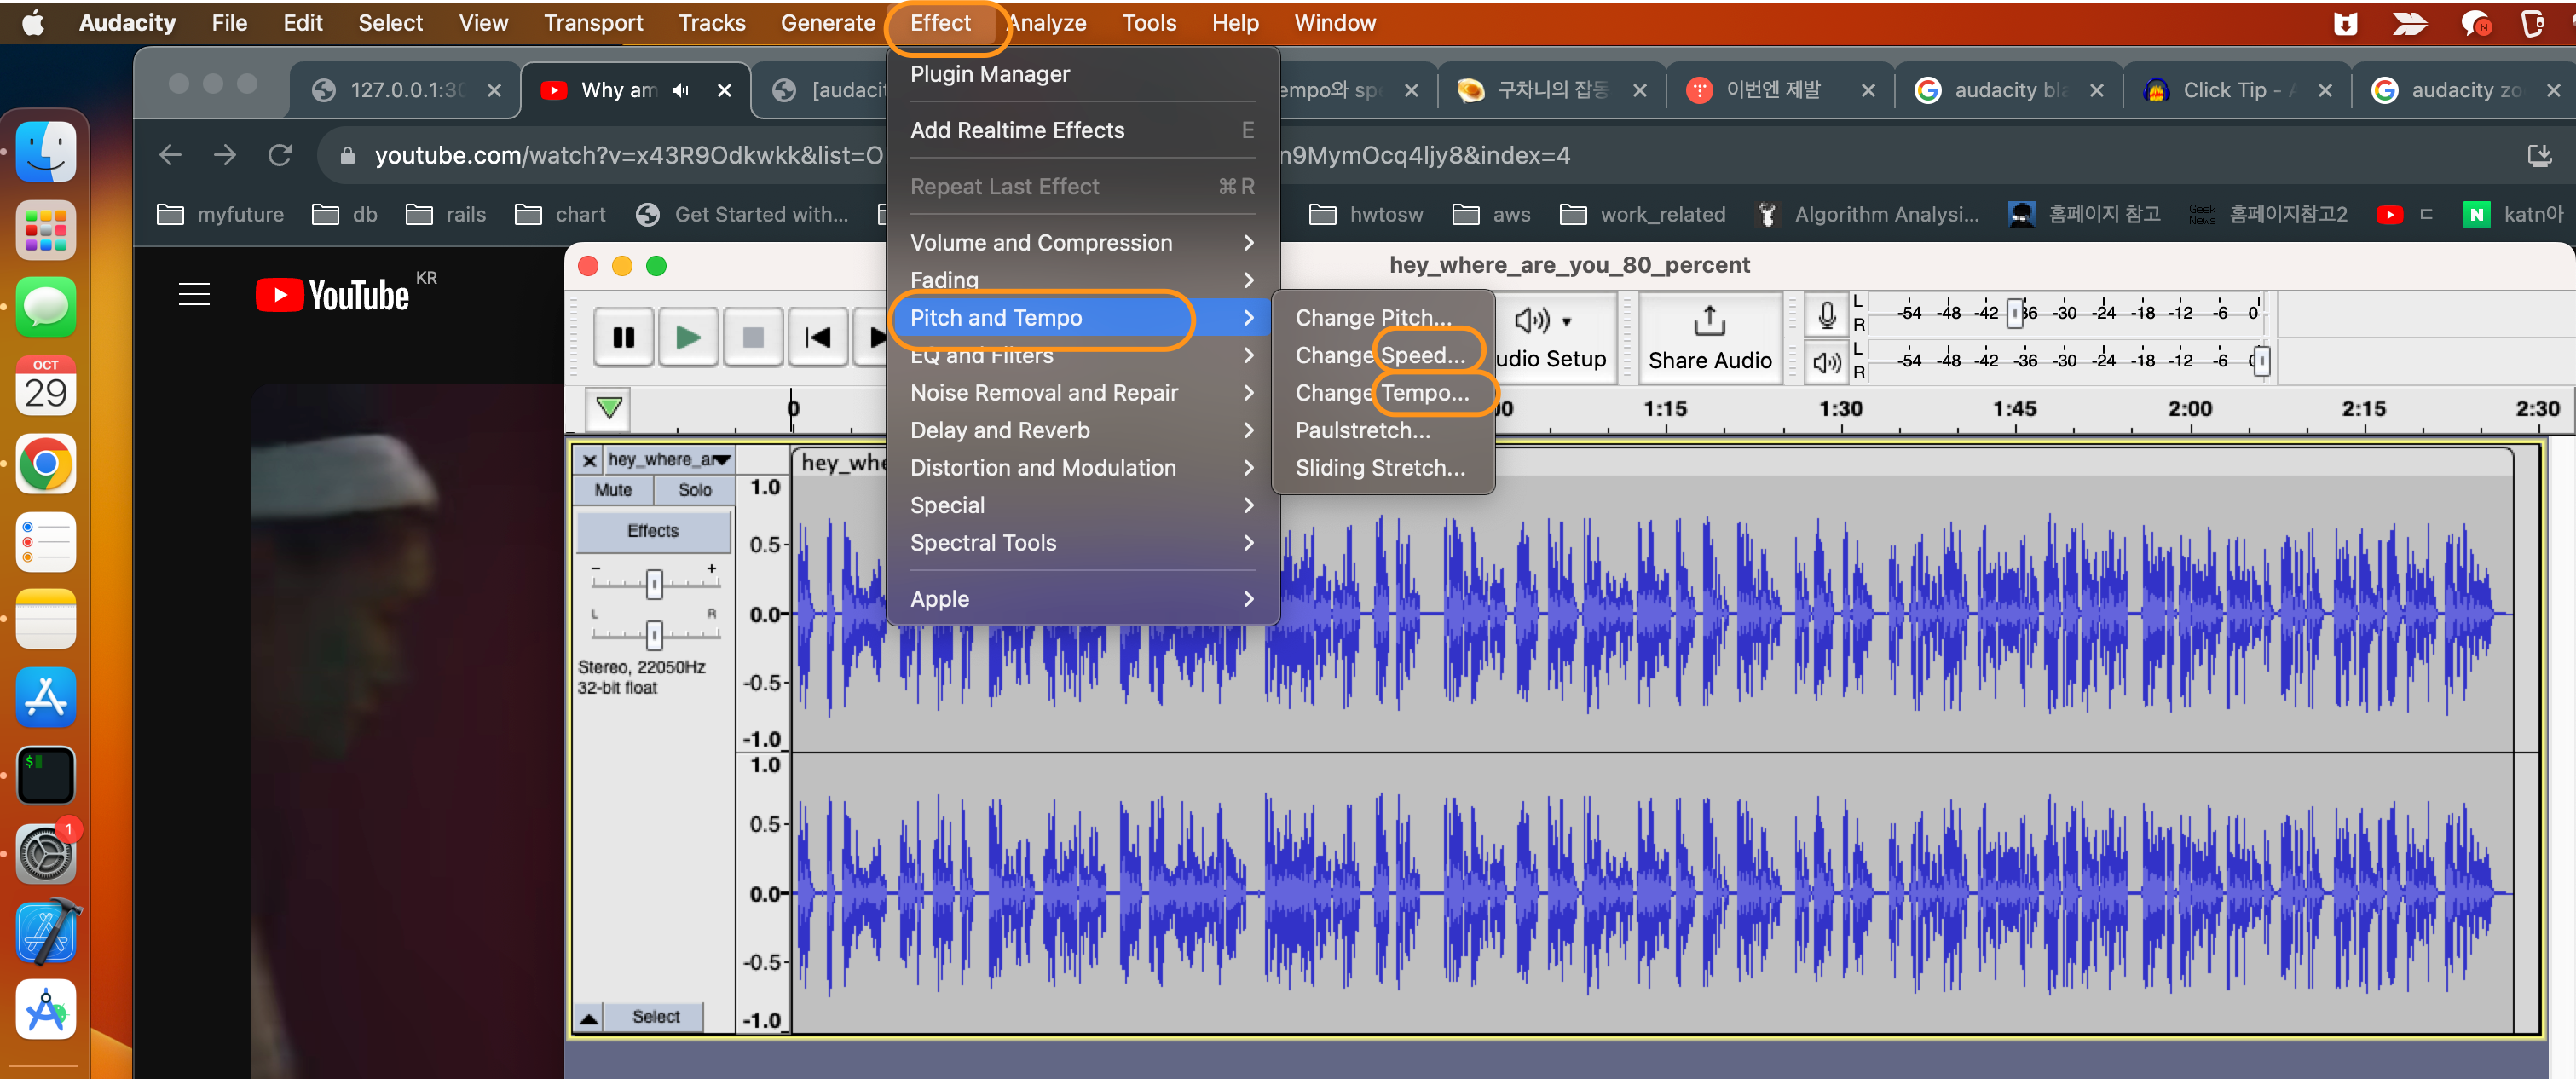 Audacity File Edit Select View Transport Tracks Generate Effect Analyze Tools Help Window
127.0.0.1:30 Why am [audacit empo와 sp 구차니의 잡동 이번엔 제발 audacity bla Click Tip - audacity zo
youtube.com/watch?v=x43R9Odkwkk&list=O n9MymOcq4ljy8&index=4
myfuture db rails chart Get Started with... hwtosw aws work_related Algorithm Analysi... 홈페이지 참고 Geek News 홈페이지참고2 ㄷ katn아
Plugin Manager
Add Realtime Effects E
Repeat Last Effect ⌘R
Volume and Compression
Fading
Pitch and Tempo
EQ and Filters
Noise Removal and Repair
Delay and Reverb
Distortion and Modulation
Special
Spectral Tools
Apple
Change Pitch...
Change Speed...
Change Tempo...
Paulstretch...
Sliding Stretch...
YouTube KR
hey_where_are_you_80_percent
udio Setup
Share Audio
L
R
-54 -48 -42 -36 -30 -24 -18 -12 -6 0
L
R
-54 -48 -42 -36 -30 -24 -18 -12 -6 0
0 00 1:15 1:30 1:45 2:00 2:15 2:30
hey_where_ar
hey_whe
Mute Solo
Effects
- +
L R
Stereo, 22050Hz
32-bit float
1.0
0.5
0.0
-0.5
-1.0
1.0
0.5
0.0
-0.5
-1.0
Select
OCT
29
$
1
N
N